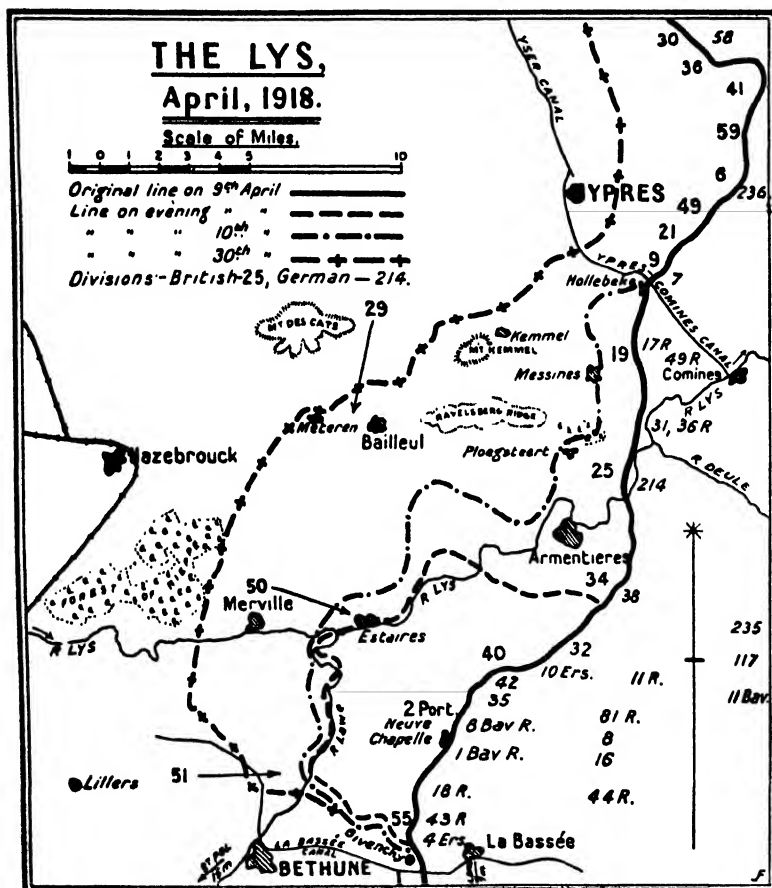 THE LYS,
April, 1918.
Scale of Miles.
1 0 1 2 3 4 5 10
Original line on 9th April
Line on evening " "
" " " 10th "
" " " 30th "
Divisions-British-25, German-214.
YSER CANAL
30
58
36
41
59
6
236
YPRES
49
21
9
7
YPRES-COMINES CANAL
Hollebeke
MT DES CATS
29
Kemmel
MT KEMMEL
19
17R
49 R
Messines
Comines
R LYS
Meteren
Bailleul
RAVELSBERG RIDGE
31, 36 R
Hazebrouck
Ploegsteert
R DEULE
25
214
Armentieres
FOREST
50
Merville
R LYS
34
38
Estaires
R LYS
235
40
32
117
42
10 Ers.
11 R.
35
11 Bav.
2 Port.
Neuve
Chapelle
8 Bav R.
81 R.
R Lawe
8
1 Bav R.
16
51
Lillers
18 R.
44 R.
55
43 R
4 Ers.
La Bassée
Givenchy
LA BASSÉE
CANAL
BETHUNE
ST POL
F